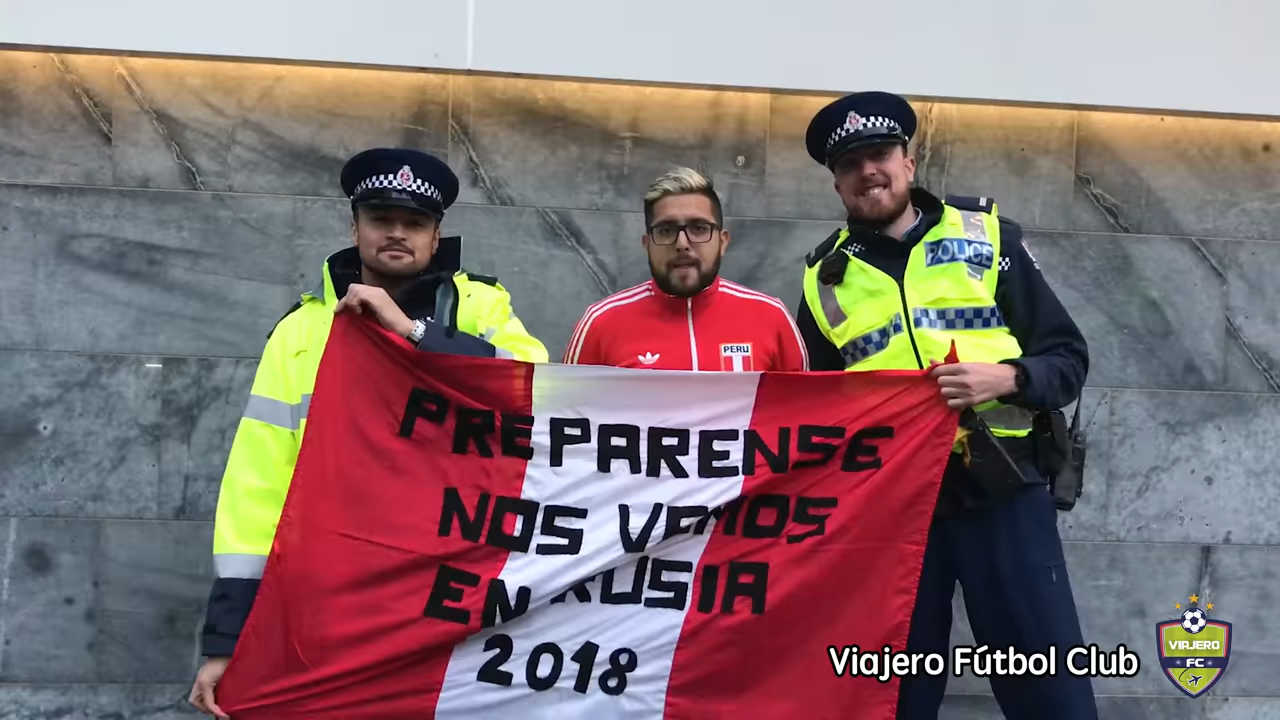 POLICE
PERU
PREPARENSE
NOS VEMOS
EN RUSIA
2018
Viajero Fútbol Club
VIAJERO
FC